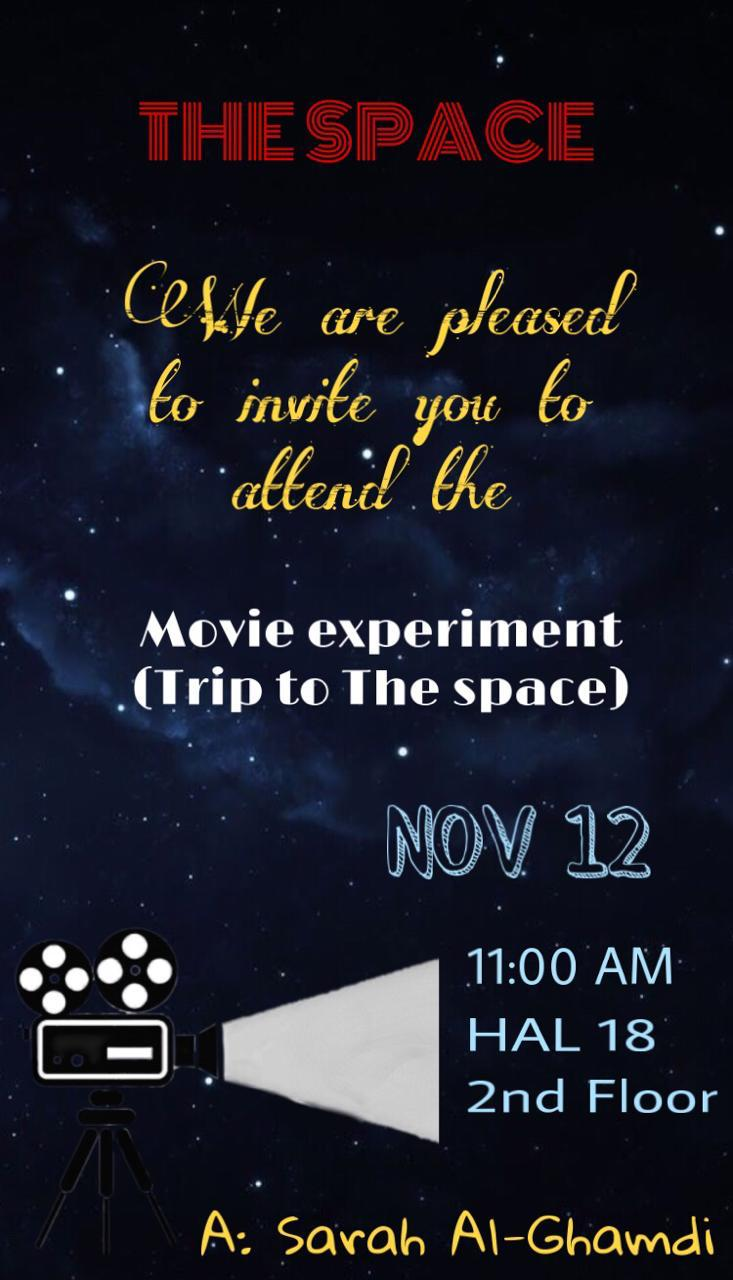 THE SPACE
We are pleased
to invite you to
attend the
Movie experiment
(Trip to The space)
NOV 12
11:00 AM
HAL 18
2nd Floor
A: Sarah Al-Ghamdi